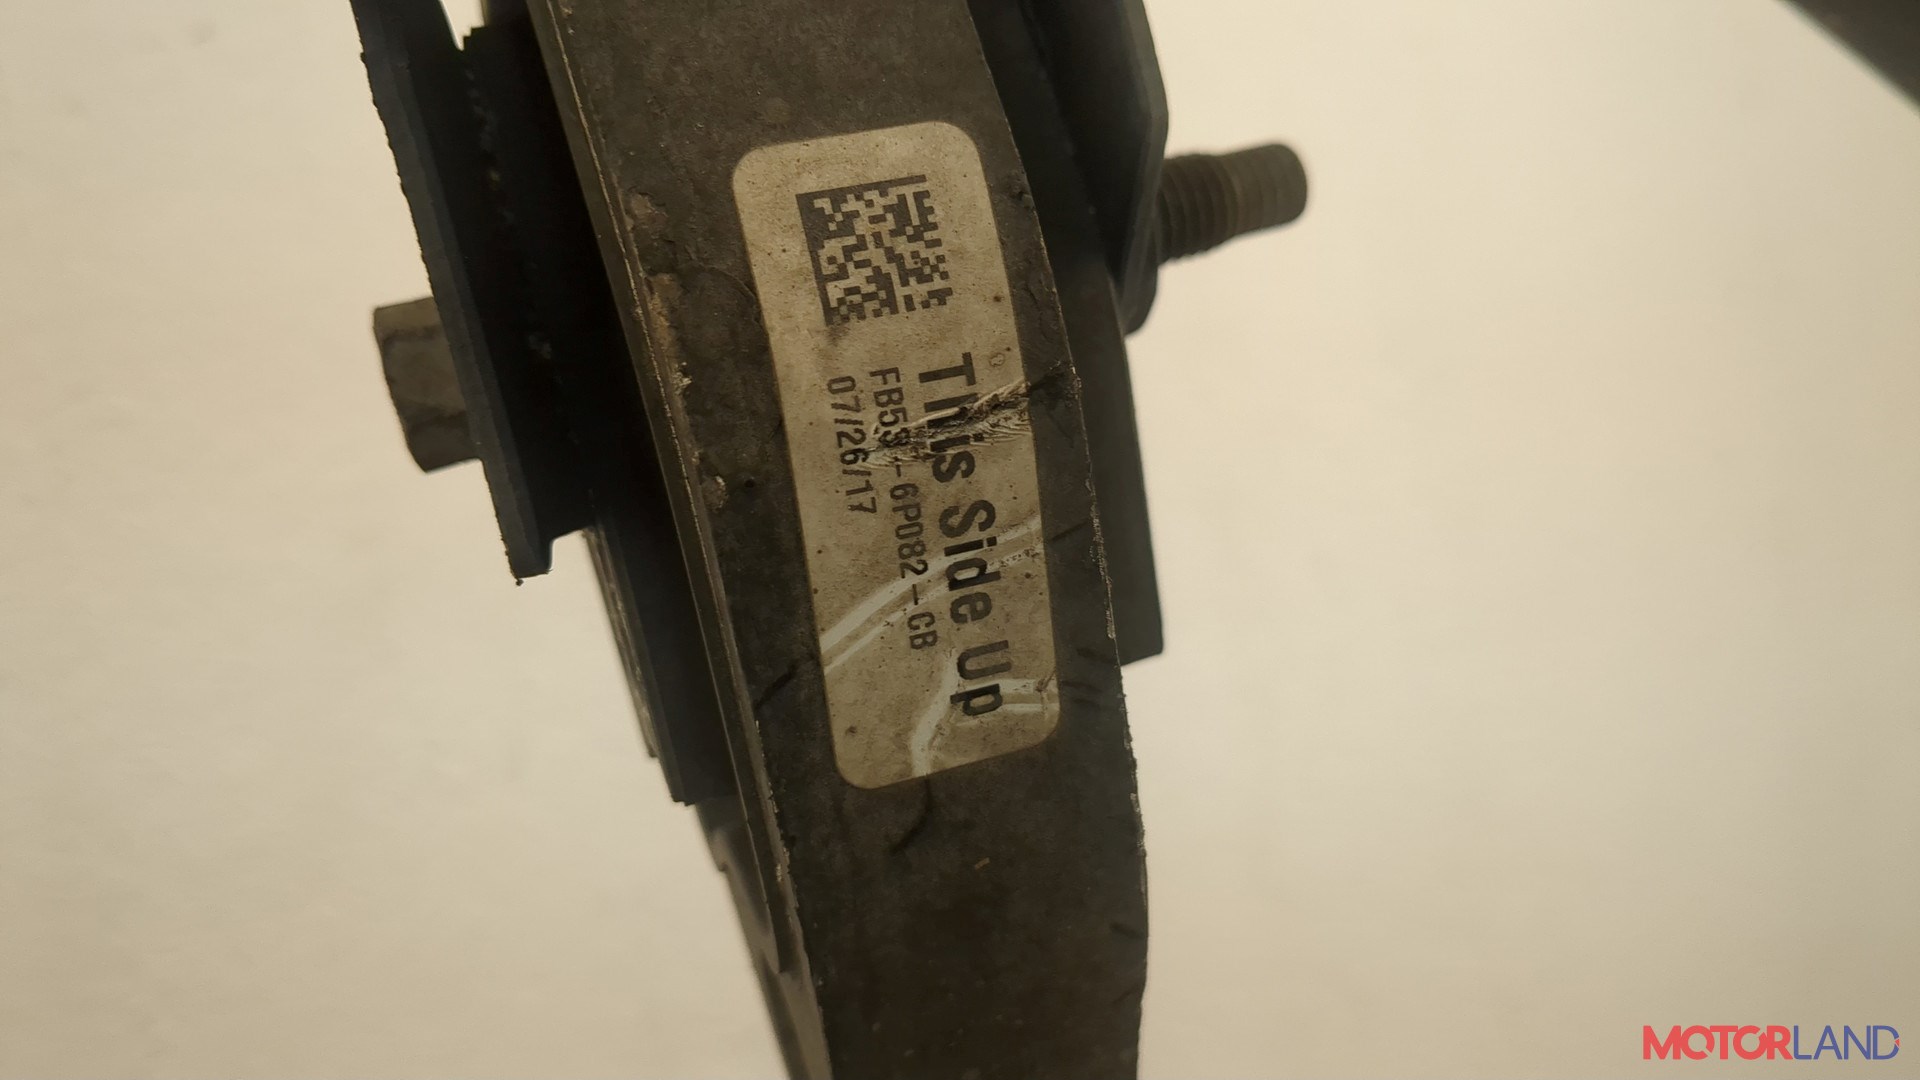 This Side Up
FB53-6P082-CB
07/26/17
MOTORLAND